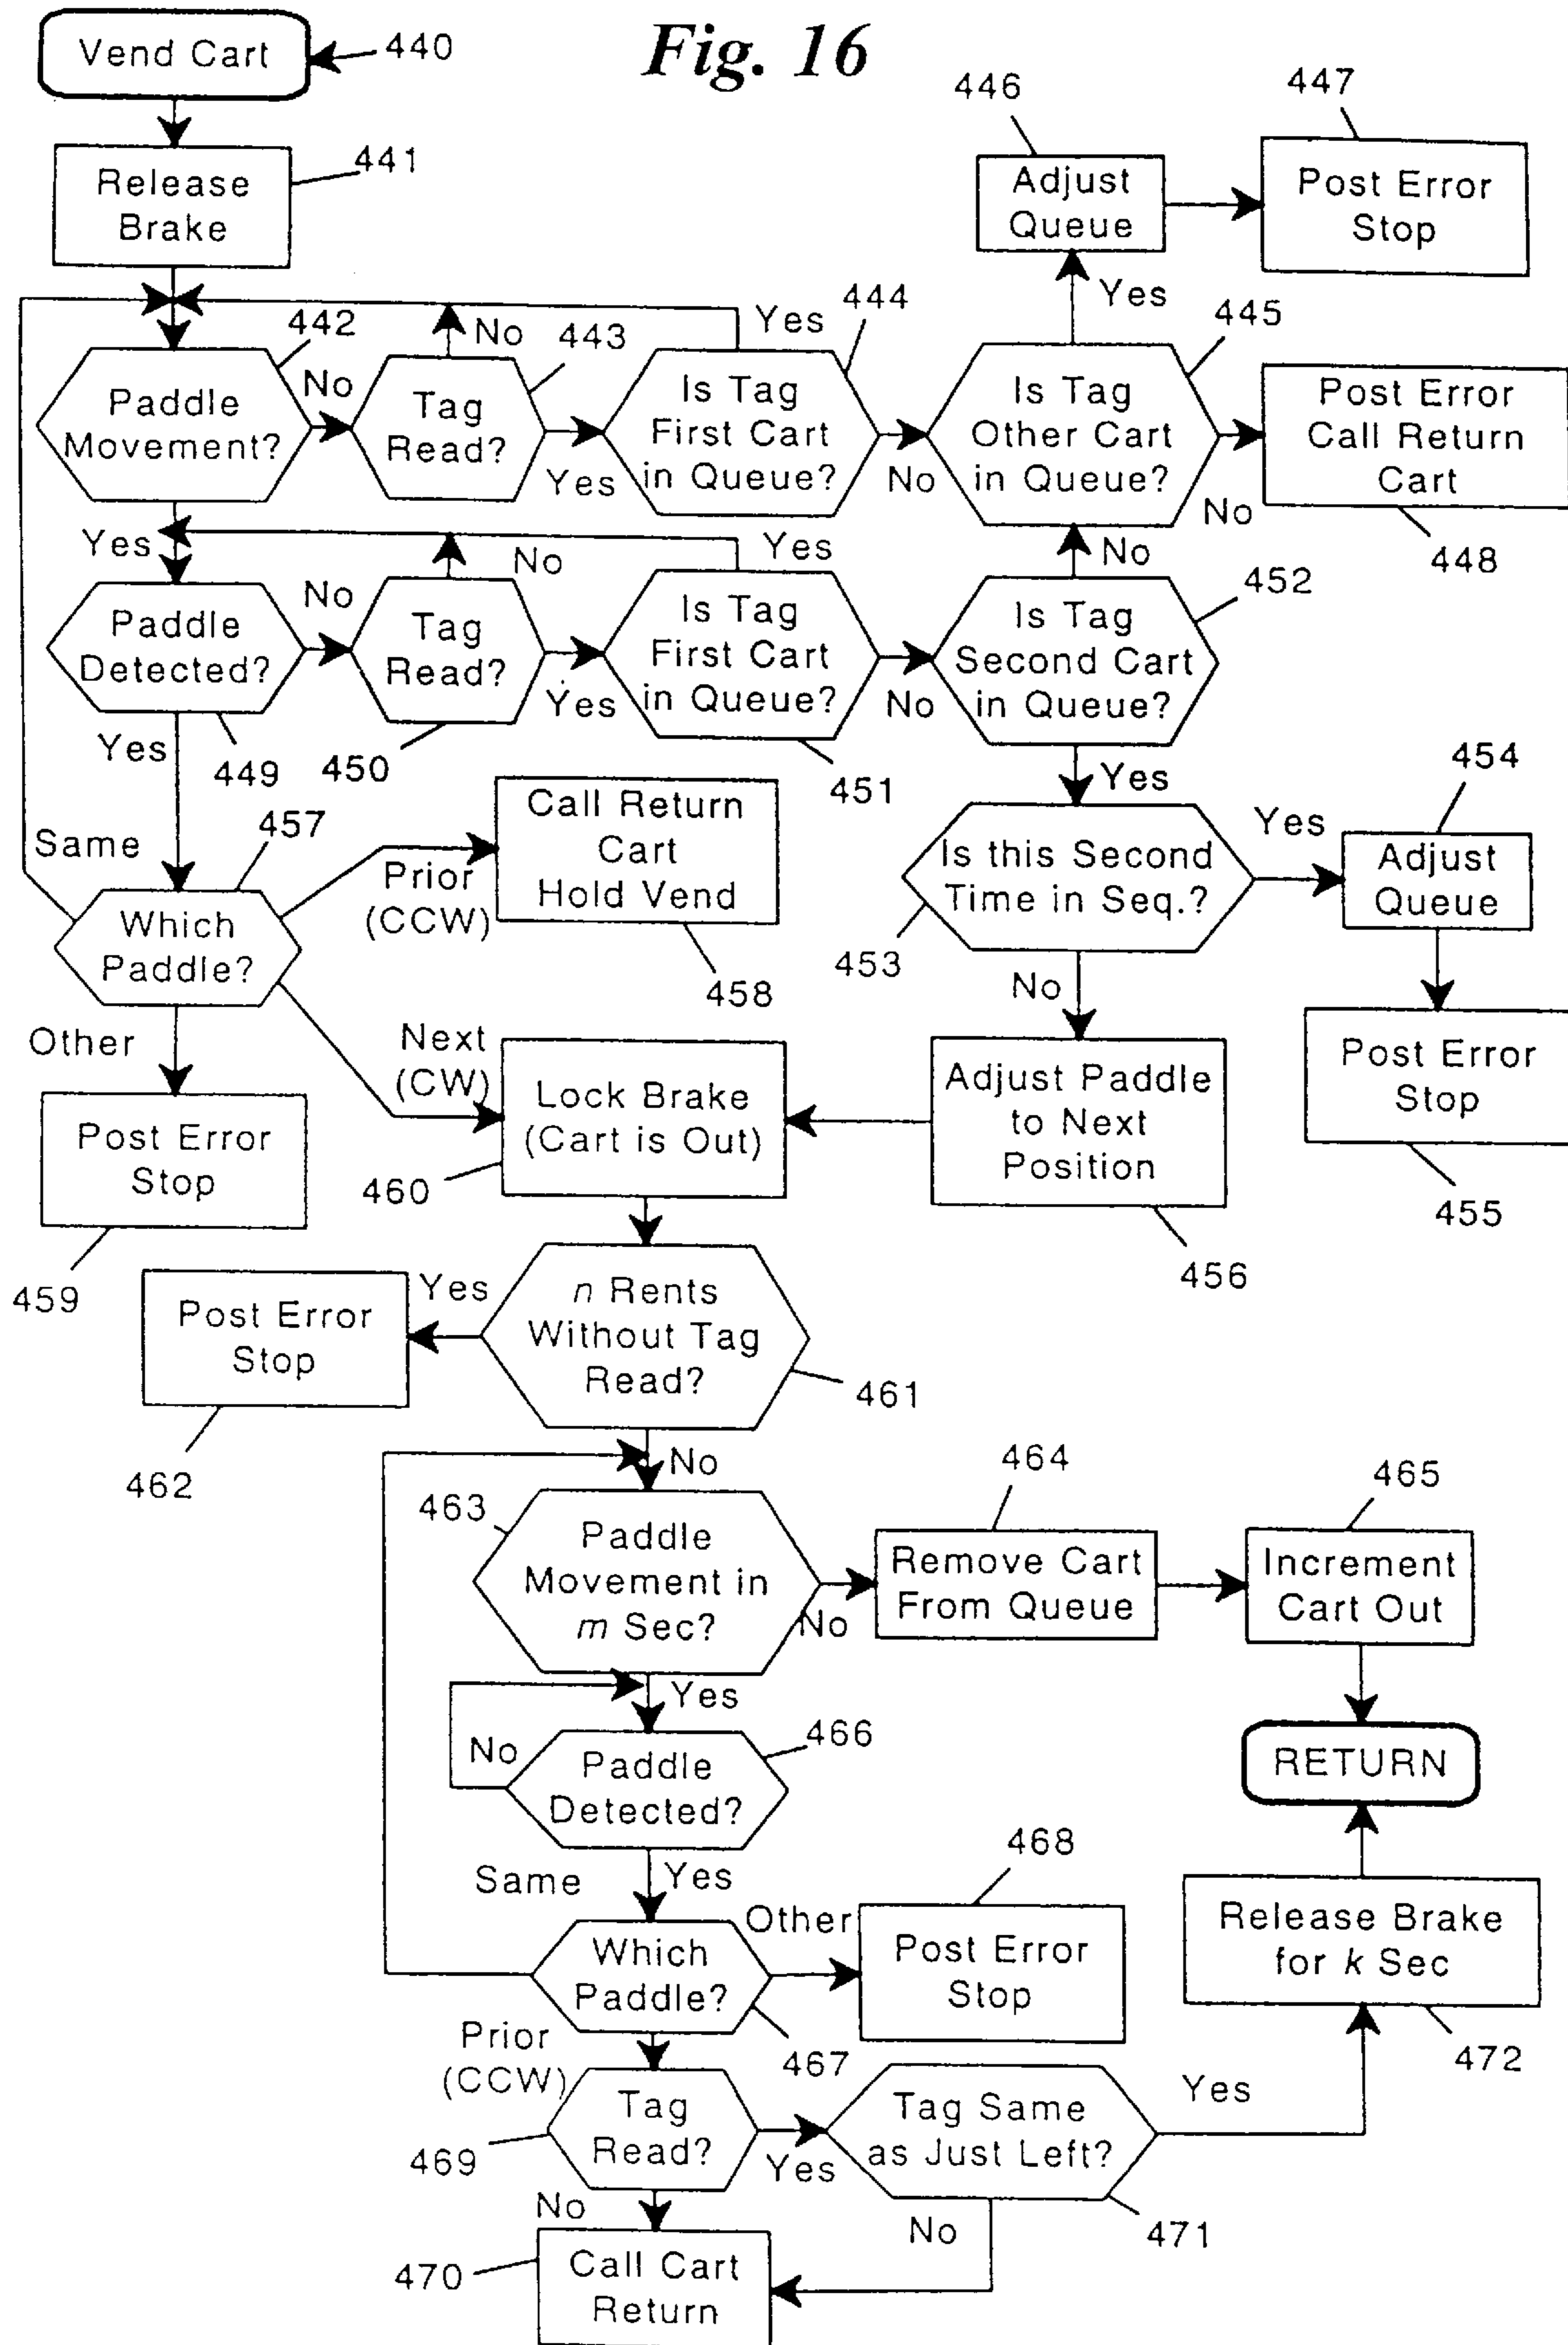 Fig. 16
Vend Cart
440
Release
Brake
441
446
447
Adjust
Queue
Post Error
Stop
Yes
442
No
443
Yes
444
445
Paddle
Movement?
No
Tag
Read?
Yes
Is Tag
First Cart
in Queue?
No
Is Tag
Other Cart
in Queue?
No
Post Error
Call Return
Cart
448
Yes
No
Yes
No
452
Paddle
Detected?
No
Tag
Read?
Yes
Is Tag
First Cart
in Queue?
No
Is Tag
Second Cart
in Queue?
Yes
449
450
451
Yes
454
Same
457
Call Return
Cart
Hold Vend
458
Prior
(CCW)
Is this Second
Time in Seq.?
453
Yes
Adjust
Queue
Which
Paddle?
No
Other
Next
(CW)
Post Error
Stop
459
Lock Brake
(Cart is Out)
460
Adjust Paddle
to Next
Position
456
Post Error
Stop
455
Post Error
Stop
462
Yes
n Rents
Without Tag
Read?
461
No
463
464
465
Paddle
Movement in
m Sec?
No
Remove Cart
From Queue
Increment
Cart Out
Yes
466
No
Paddle
Detected?
RETURN
Same
Yes
468
Which
Paddle?
467
Other
Post Error
Stop
Release Brake
for k Sec
472
Prior
(CCW)
Tag
Read?
469
Yes
Tag Same
as Just Left?
471
Yes
No
No
Call Cart
Return
470